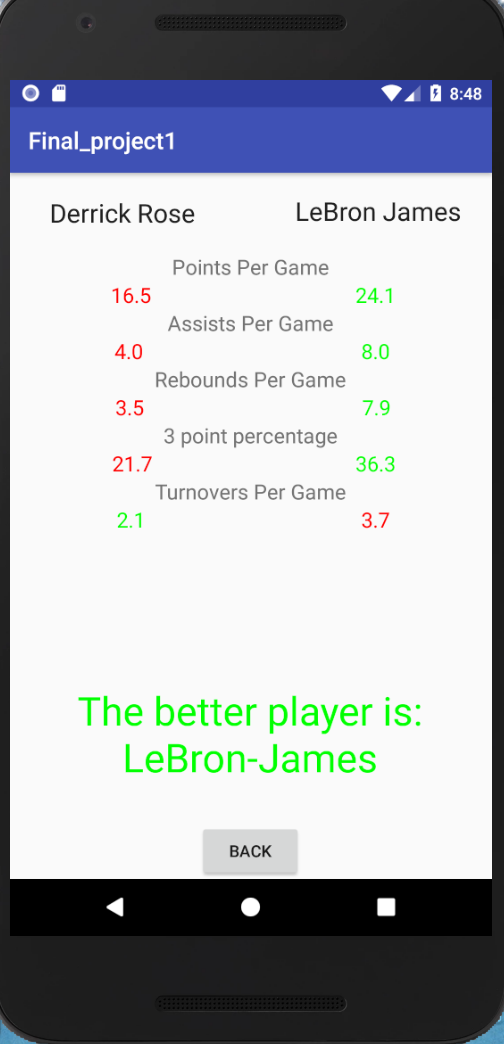 8:48
Final_project1
Derrick Rose LeBron James
Points Per Game
16.5 24.1
Assists Per Game
4.0 8.0
Rebounds Per Game
3.5 7.9
3 point percentage
21.7 36.3
Turnovers Per Game
2.1 3.7
The better player is:
LeBron-James
BACK